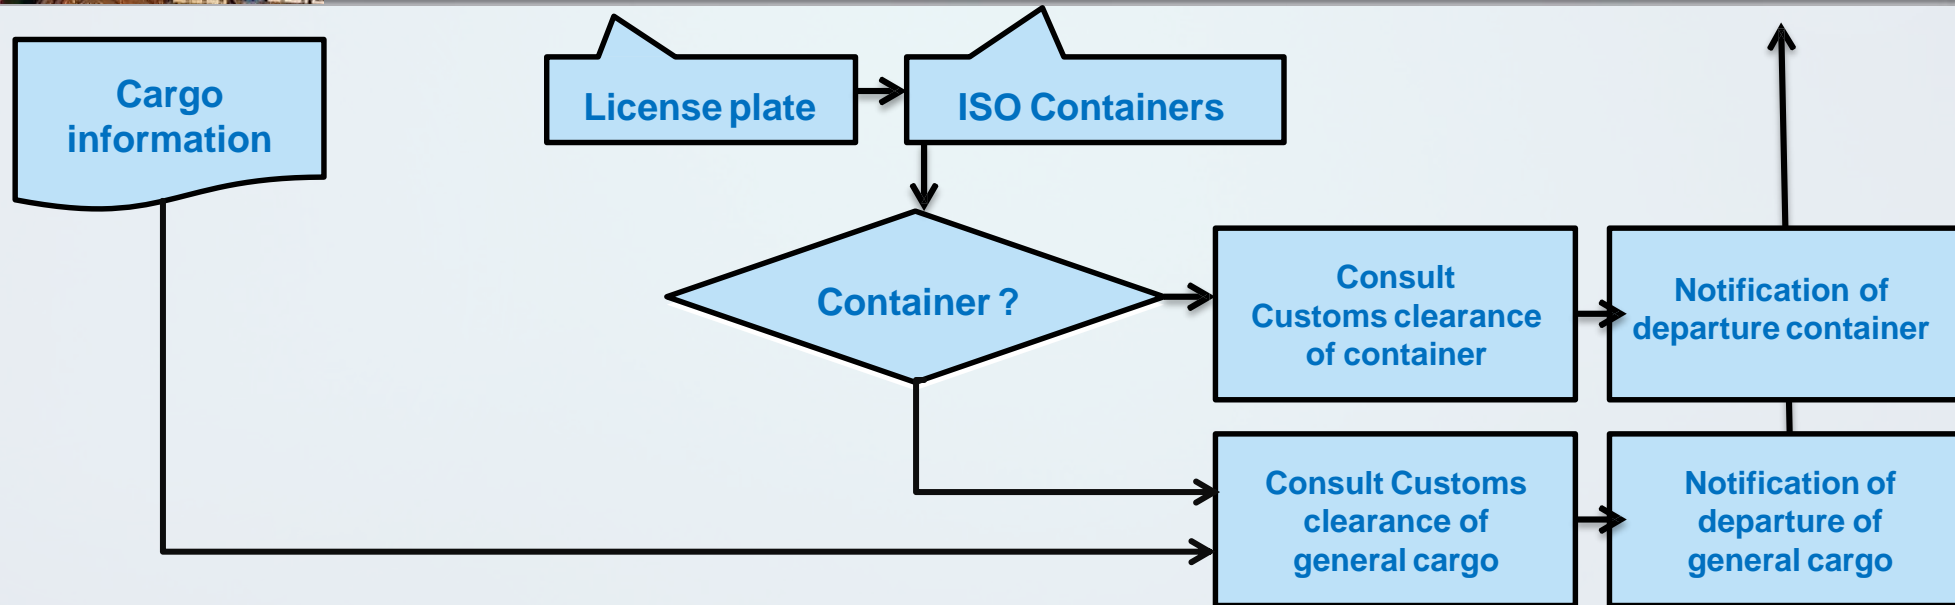 Cargo
information
License plate
ISO Containers
Container ?
Consult
Customs clearance
of container
Notification of
departure container
Consult Customs
clearance of
general cargo
Notification of
departure of
general cargo